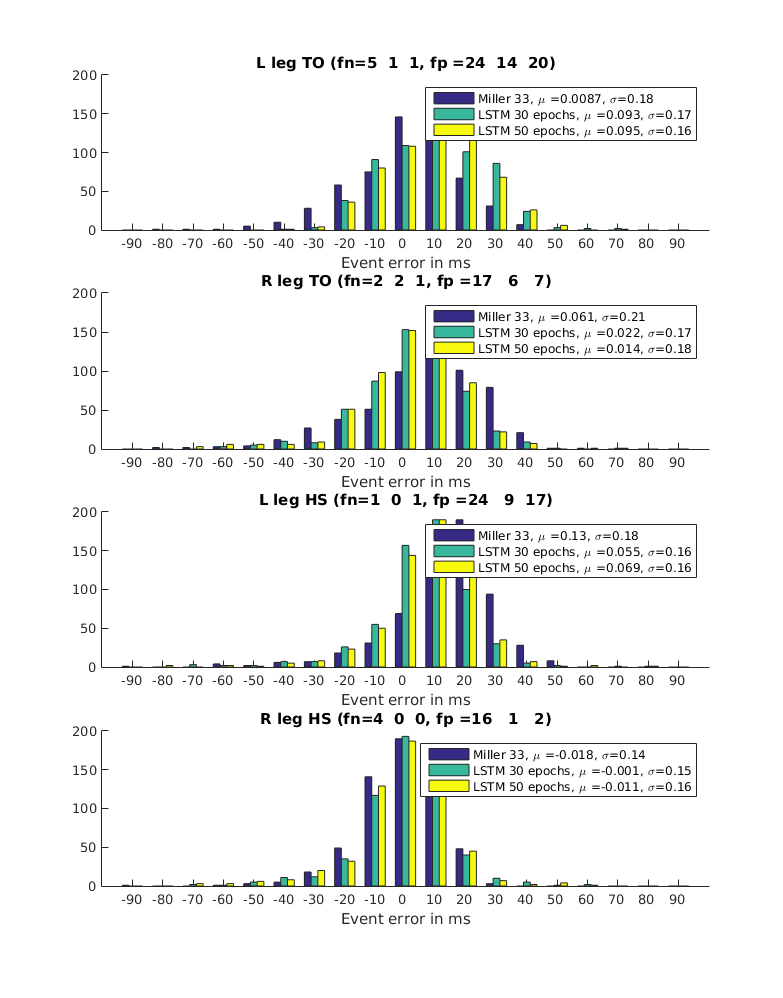 L leg TO (fn=5  1  1, fp =24  14  20)
200
150
100
50
0
Miller 33, μ =0.0087, σ=0.18
LSTM 30 epochs, μ =0.093, σ=0.17
LSTM 50 epochs, μ =0.095, σ=0.16
-90 -80 -70 -60 -50 -40 -30 -20 -10 0 10 20 30 40 50 60 70 80 90
Event error in ms
R leg TO (fn=2  2  1, fp =17   6   7)
200
150
100
50
0
Miller 33, μ =0.061, σ=0.21
LSTM 30 epochs, μ =0.022, σ=0.17
LSTM 50 epochs, μ =0.014, σ=0.18
-90 -80 -70 -60 -50 -40 -30 -20 -10 0 10 20 30 40 50 60 70 80 90
Event error in ms
L leg HS (fn=1  0  1, fp =24   9  17)
200
150
100
50
0
Miller 33, μ =0.13, σ=0.18
LSTM 30 epochs, μ =0.055, σ=0.16
LSTM 50 epochs, μ =0.069, σ=0.16
-90 -80 -70 -60 -50 -40 -30 -20 -10 0 10 20 30 40 50 60 70 80 90
Event error in ms
R leg HS (fn=4  0  0, fp =16   1   2)
200
150
100
50
0
Miller 33, μ =-0.018, σ=0.14
LSTM 30 epochs, μ =-0.001, σ=0.15
LSTM 50 epochs, μ =-0.011, σ=0.16
-90 -80 -70 -60 -50 -40 -30 -20 -10 0 10 20 30 40 50 60 70 80 90
Event error in ms